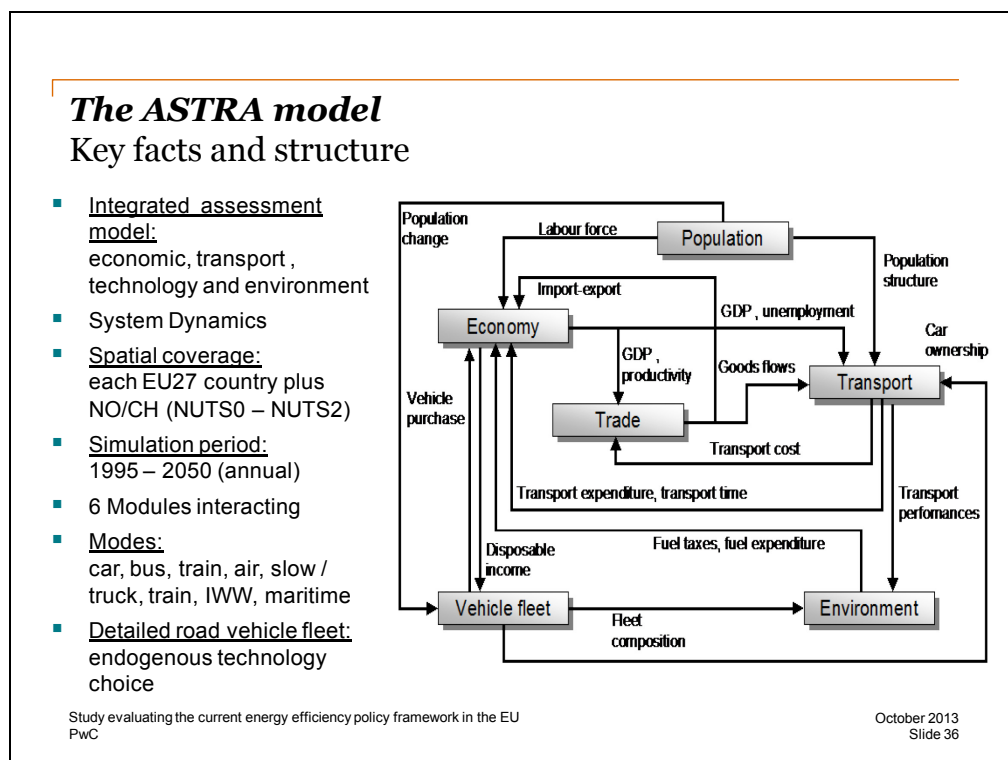 The ASTRA model
Key facts and structure
▪ Integrated assessment
model:
economic, transport ,
technology and environment
▪ System Dynamics
▪ Spatial coverage:
each EU27 country plus
NO/CH (NUTS0 – NUTS2)
▪ Simulation period:
1995 – 2050 (annual)
▪ 6 Modules interacting
▪ Modes:
car, bus, train, air, slow /
truck, train, IWW, maritime
▪ Detailed road vehicle fleet:
endogenous technology
choice
Population
change
Labour force
Population
Population
structure
Import-export
GDP , unemployment
Economy
Car
ownership
GDP ,
productivity
Goods flows
Transport
Vehicle
purchase
Trade
Transport cost
Transport expenditure, transport time
Transport
perfomances
Fuel taxes, fuel expenditure
Disposable
income
Vehicle fleet
Environment
Fleet
composition
Study evaluating the current energy efficiency policy framework in the EU
PwC
October 2013
Slide 36